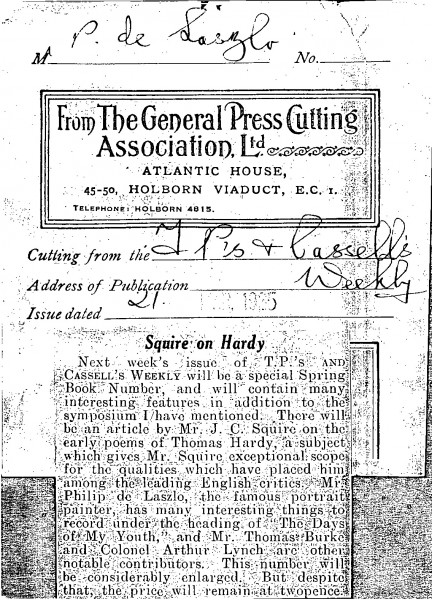 M P. de László No.
From The General Press Cutting
Association, Ltd.
ATLANTIC HOUSE,
45-50, HOLBORN VIADUCT, E.C. 1.
TELEPHONE: HOLBORN 4815.
Cutting from the T P's & Cassell's
Address of Publication Weekly
Issue dated 21
Squire on Hardy
Next week's issue of T.P.'s AND
CASSELL'S WEEKLY will be a special Spring
Book Number, and will contain many
interesting features in addition to the
symposium I have mentioned. There will
be an article by Mr. J. C. Squire on the
early poems of Thomas Hardy, a subject
which gives Mr. Squire exceptional scope
for the qualities which have placed him
among the leading English critics. Mr.
Philip de Laszlo, the famous portrait
painter, has many interesting things to
record under the heading of "The Days
of My Youth," and Mr. Thomas Burke
and Colonel Arthur Lynch are other
notable contributors. This number will
be considerably enlarged. But despite
that, the price will remain at twopence.